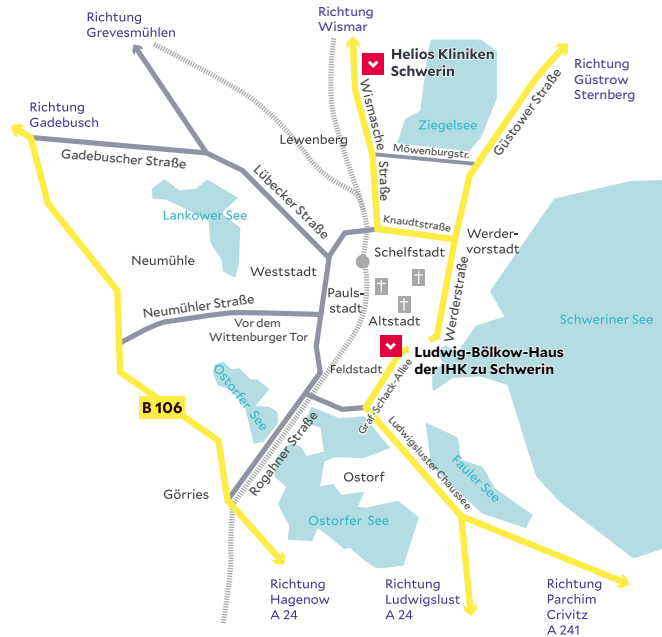 Richtung
Grevesmühlen
Richtung
Wismar
Helios Kliniken
Schwerin
Richtung
Güstrow
Sternberg
Richtung
Gadebusch
Ziegelsee
Lewenberg
Wismasche Straße
Möwenburgstr.
Güstower Straße
Gadebuscher Straße
Lübecker Straße
Lankower See
Knaudtstraße
Werder-
vorstadt
Schelfstadt
Neumühle
Weststadt
Werderstraße
Pauls-
stadt
Neumühler Straße
Altstadt
Schweriner See
Vor dem
Wittenburger Tor
Ludwig-Bölkow-Haus
der IHK zu Schwerin
Feldstadt
Graf-Schack-Allee
Ostorfer See
B 106
Rogahner Straße
Ludwigsluster Chaussee
Fauler See
Ostorf
Görries
Ostorfer See
Richtung
Hagenow
A 24
Richtung
Ludwigslust
A 24
Richtung
Parchim
Crivitz
A 241